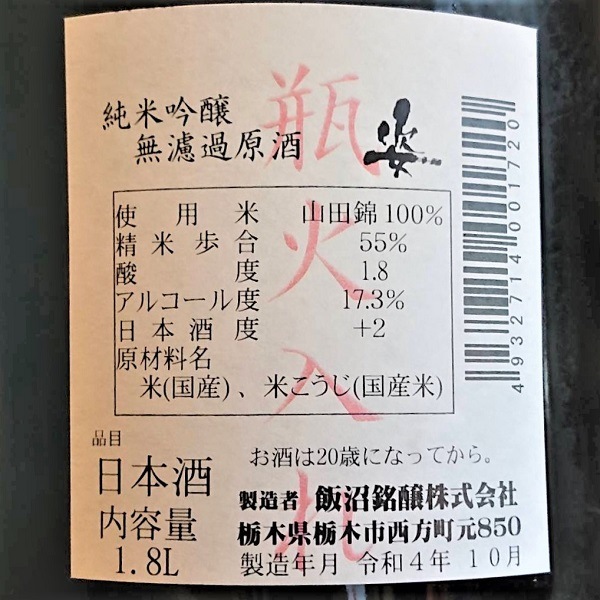 瓶火入れ
純米吟醸
無濾過原酒
姿
使用米 山田錦100%
精米歩合 55%
酸度 1.8
アルコール度 17.3%
日本酒度 +2
原材料名
米(国産)、米こうじ(国産米)
4932714001720
品目
日本酒
内容量
1.8L
お酒は20歳になってから。
製造者 飯沼銘醸株式会社
栃木県栃木市西方町元850
製造年月 令和4年 10月